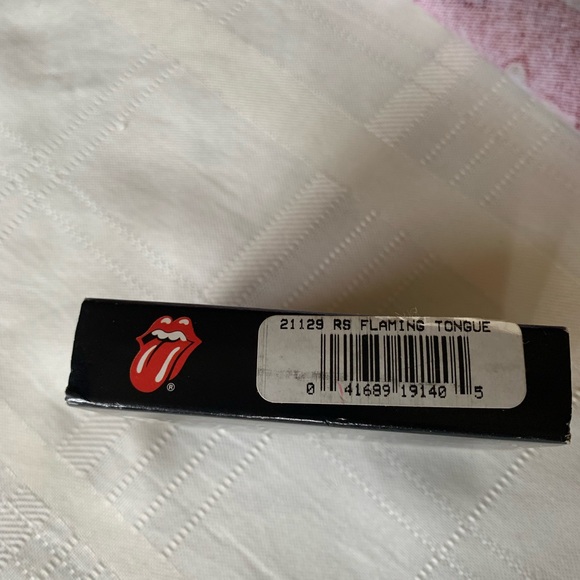 21129 RS FLAMING TONGUE
0 41689 19140 5
®